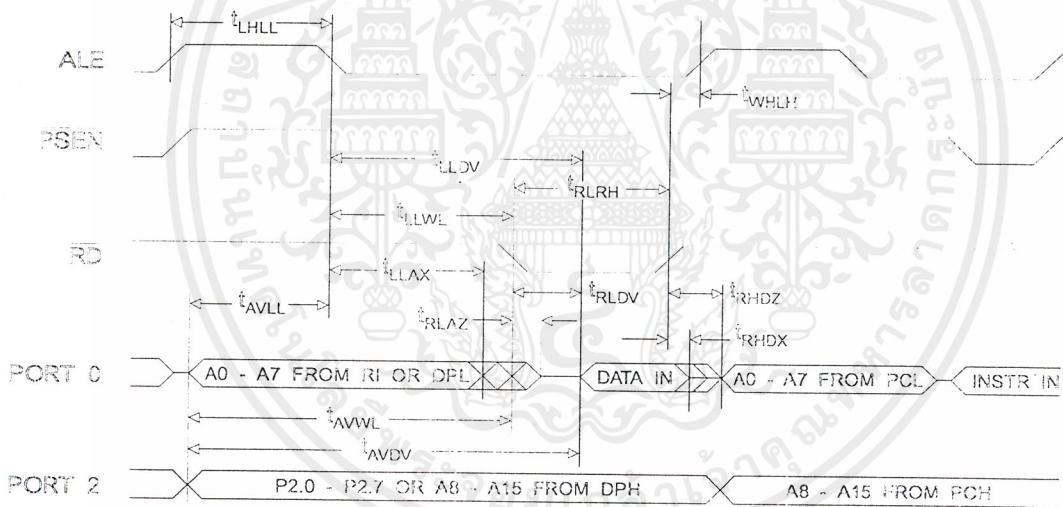 tLHLL
ALE
tWHLH
PSEN
tLLDV
tRLRH
tLLWL
RD
tLLAX
tAVLL
tRLDV
tRHDZ
tRLAZ
tRHDX
PORT 0
A0 - A7 FROM RI OR DPL
DATA IN
A0 - A7 FROM PCL
INSTR IN
tAVWL
tAVDV
PORT 2
P2.0 - P2.7 OR A8 - A15 FROM DPH
A8 - A15 FROM PCH